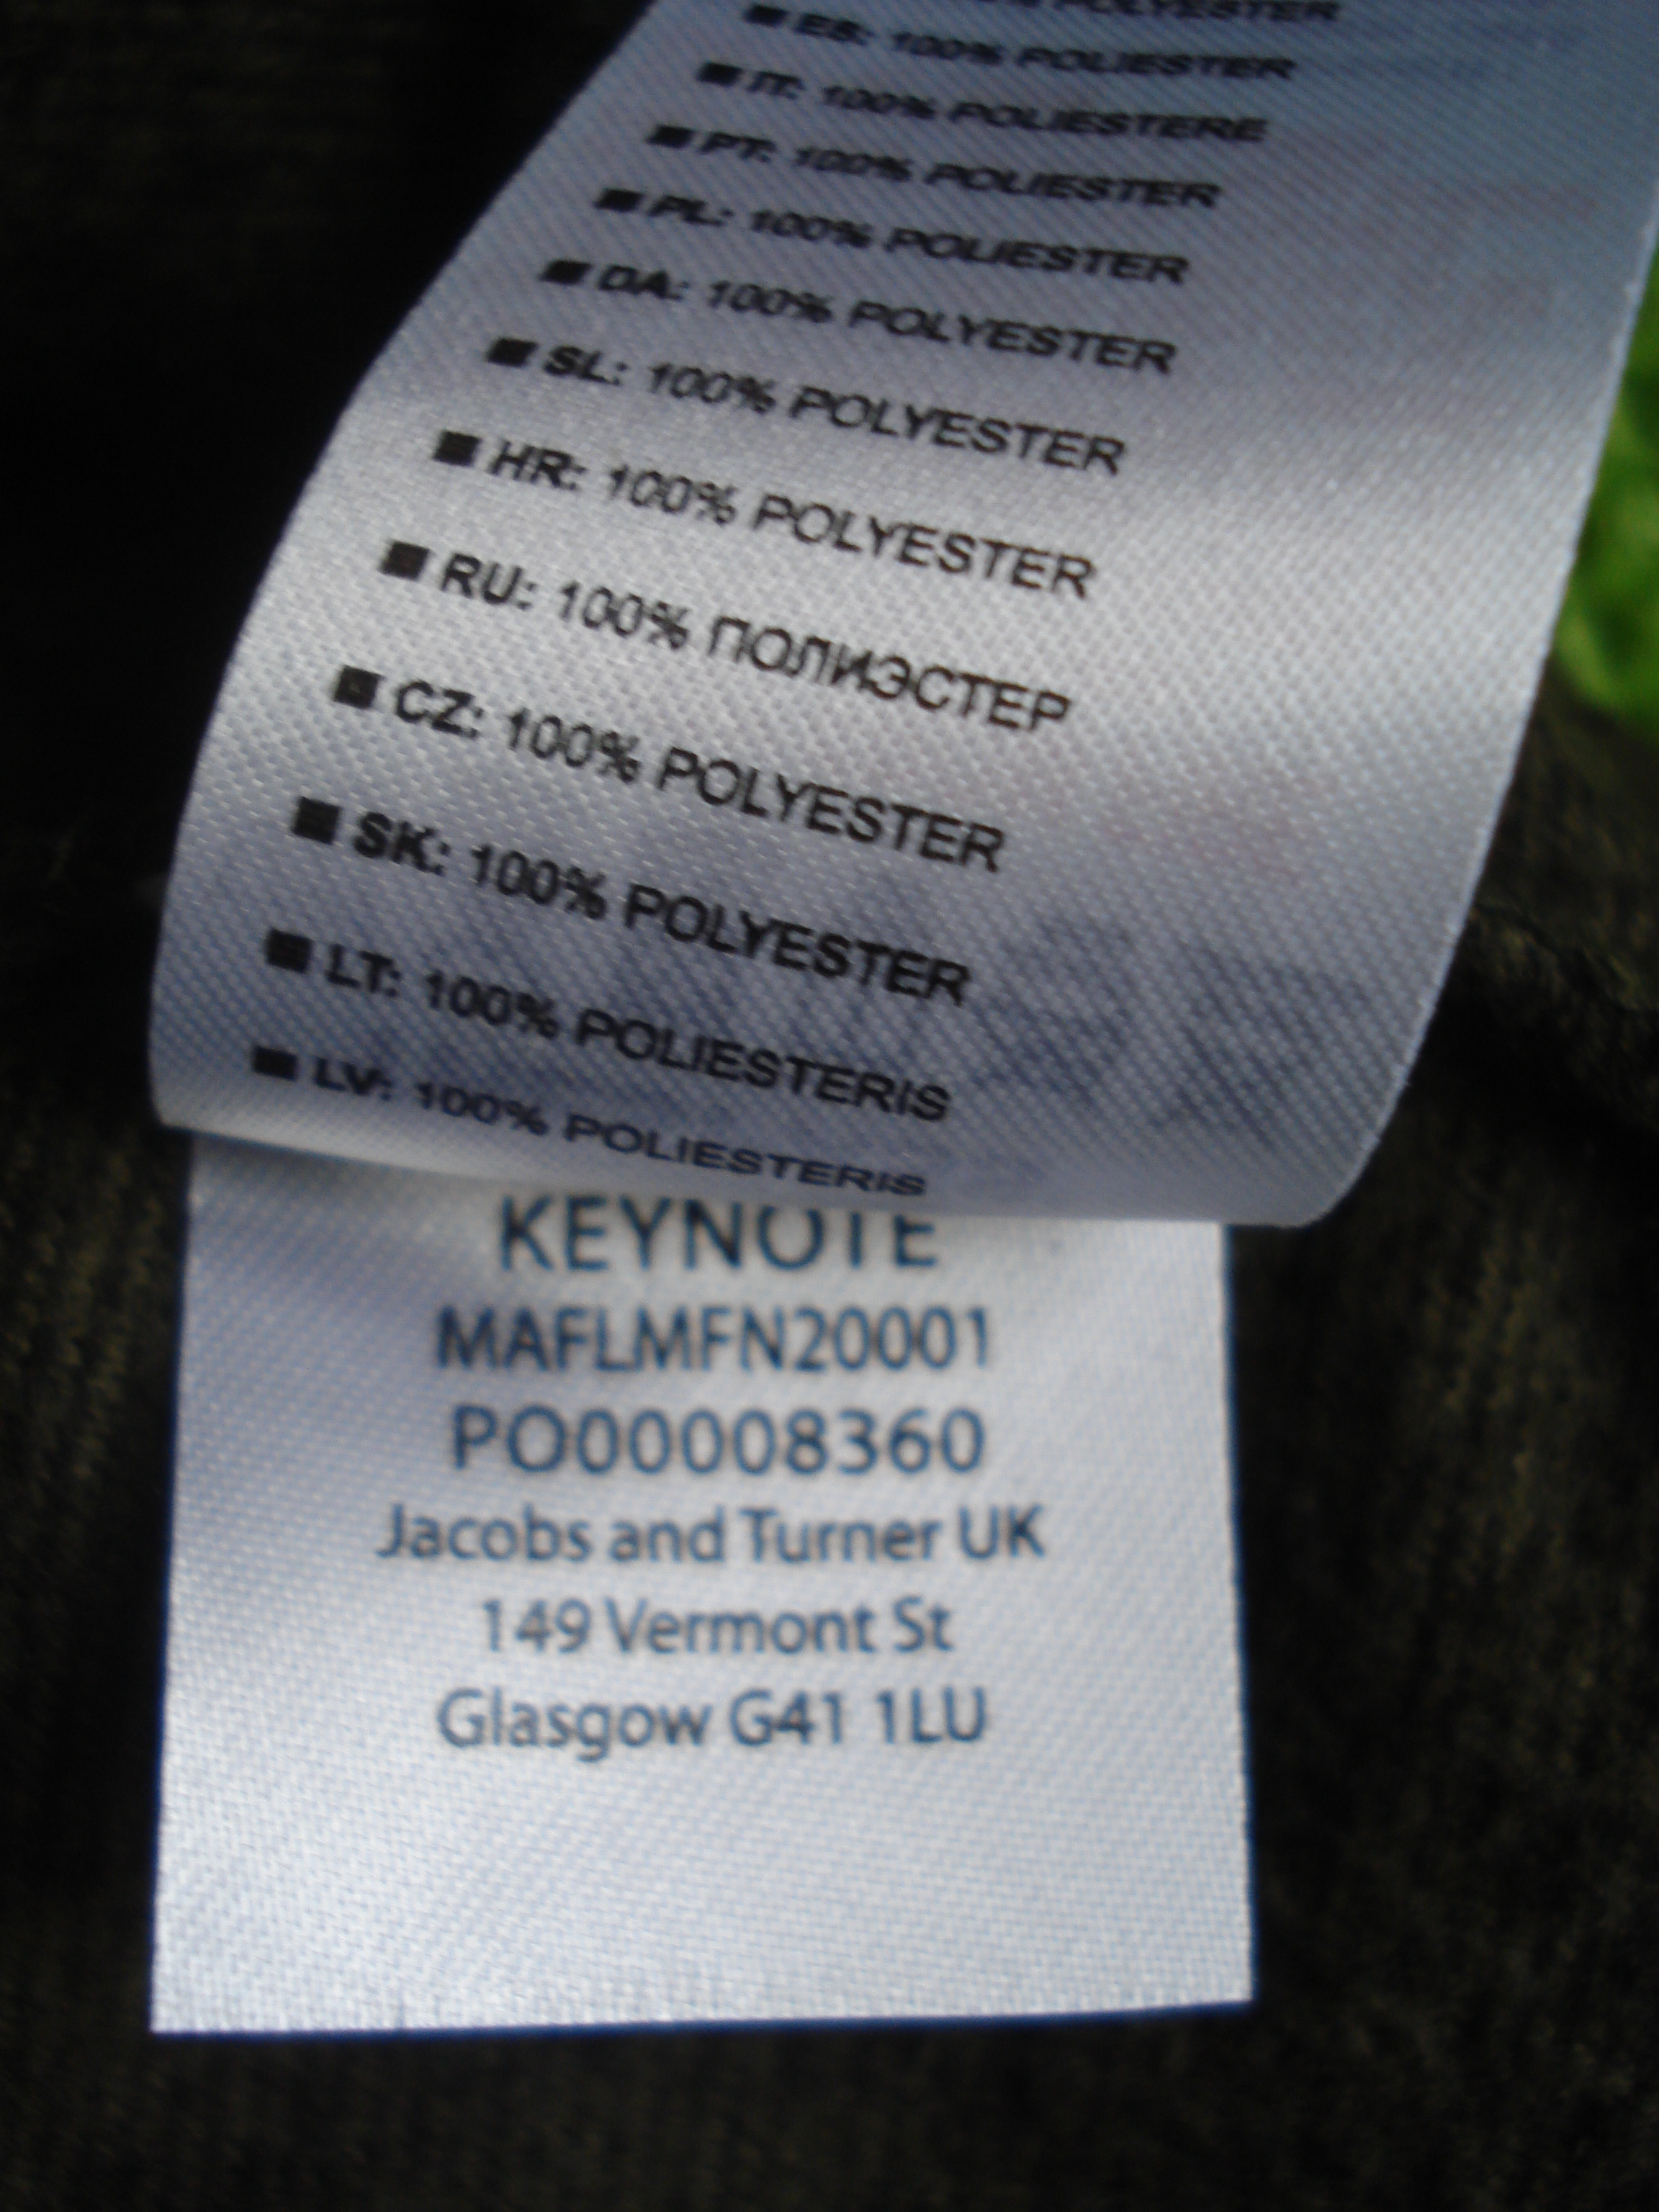 POLYESTER
■ ES: 100% POLIESTER
■ IT: 100% POLIESTERE
■ PT: 100% POLIESTER
■ PL: 100% POLIESTER
■ DA: 100% POLYESTER
■ SL: 100% POLYESTER
■ HR: 100% POLYESTER
■ RU: 100% ПОЛИЭСТЕР
■ CZ: 100% POLYESTER
■ SK: 100% POLYESTER
■ LT: 100% POLIESTERIS
■ LV: 100% POLIESTERIS
KEYNOTE
MAFLMFN20001
PO00008360
Jacobs and Turner UK
149 Vermont St
Glasgow G41 1LU